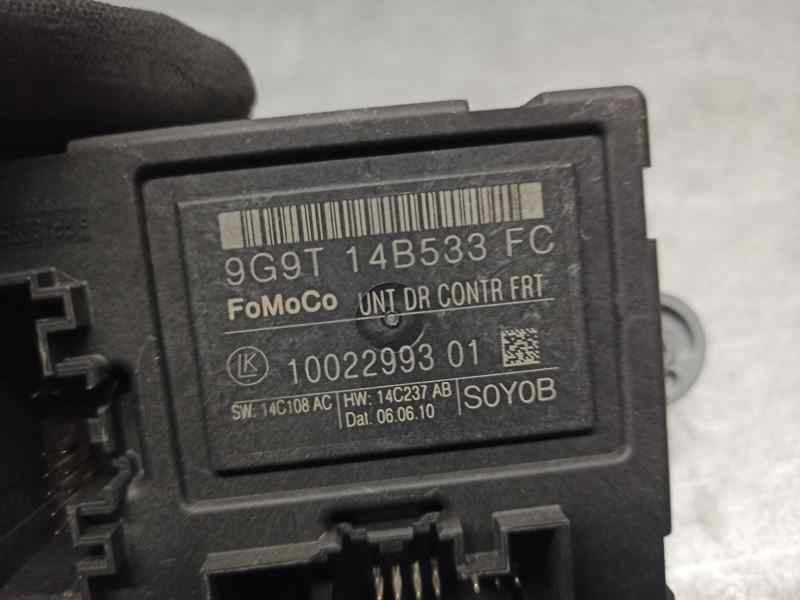 9G9T 14B533 FC
FoMoCo UNT DR CONTR FRT
LK 10022993 01
SW: 14C108 AC HW: 14C237 AB S0Y0B
Dat. 06.06.10